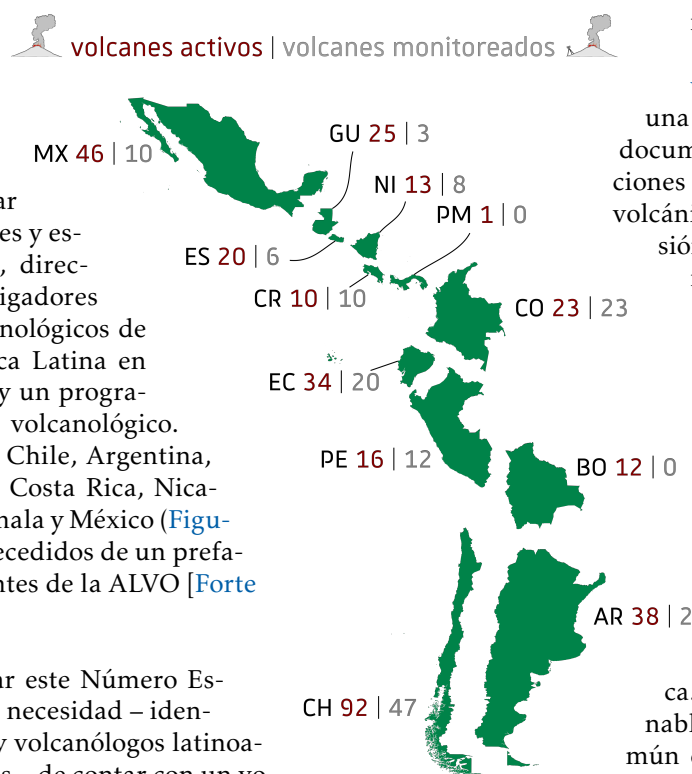 volcanes activos | volcanes monitoreados
MX 46 | 10
GU 25 | 3
NI 13 | 8
PM 1 | 0
ES 20 | 6
CR 10 | 10
CO 23 | 23
EC 34 | 20
PE 16 | 12
BO 12 | 0
AR 38 | 2
CH 92 | 47
ar
es y es-
, direc-
igadores
nológicos de
ca Latina en
y un progra-
volcanológico.
Chile, Argentina,
Costa Rica, Nica-
nala y México (Figu-
ecedidos de un prefa-
ntes de la ALVO [Forte
ar este Número Es-
necesidad – iden-
y volcanólogos latinoa-
una
docum
ciones
volcáni
sión
ca.
nabl
mún